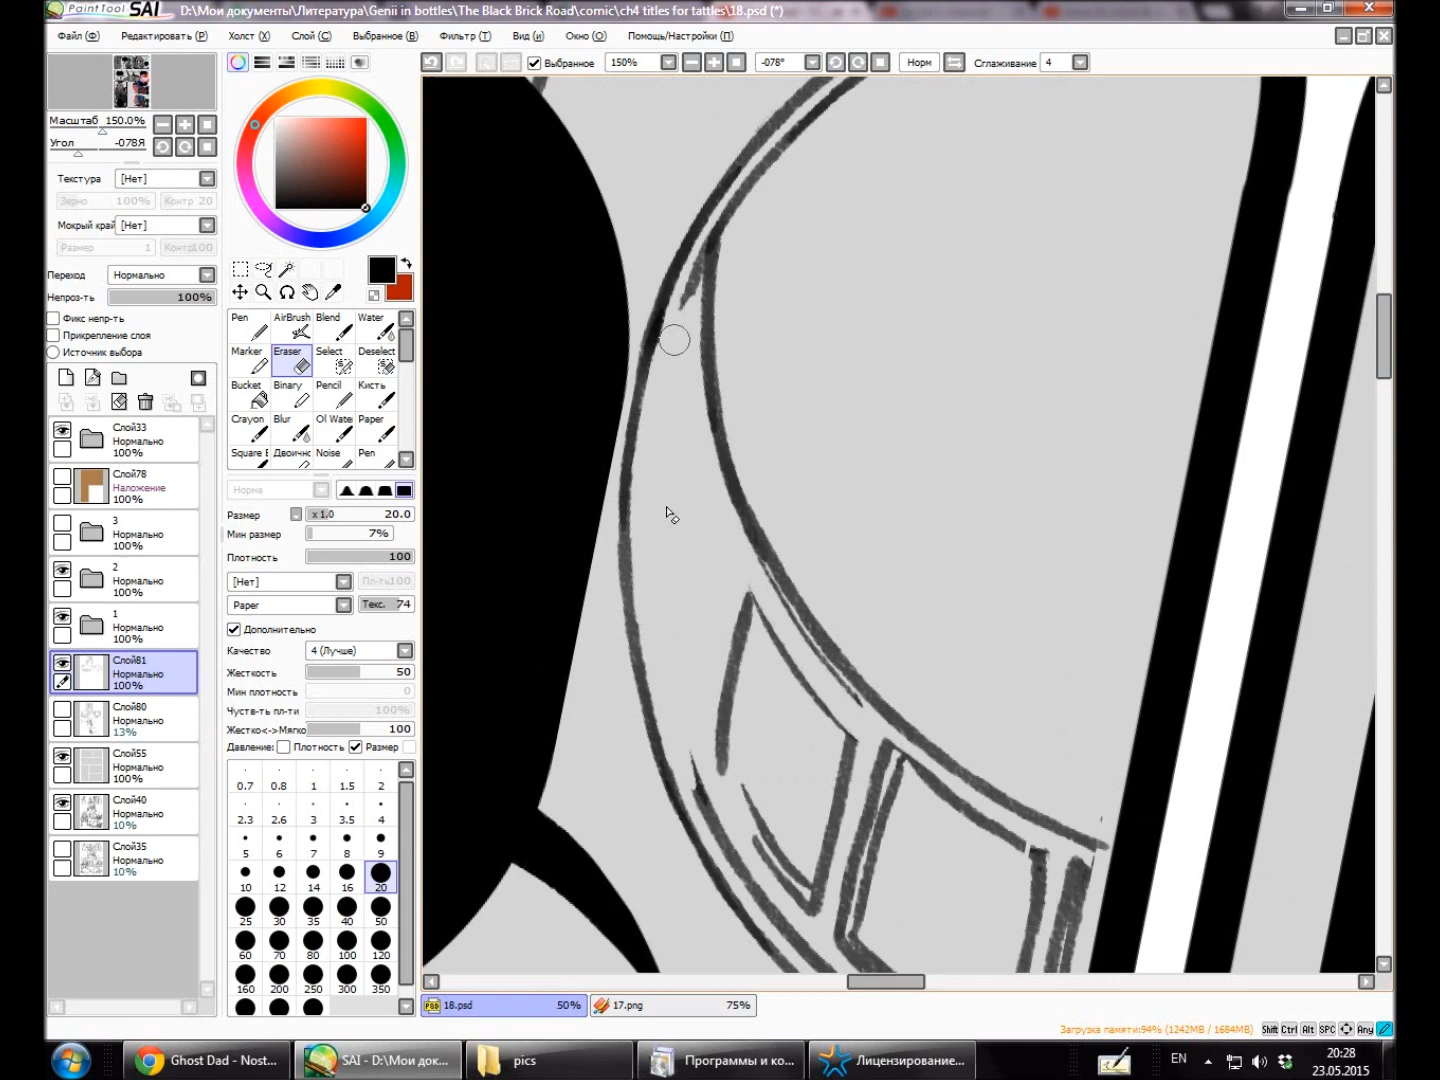 PaintTool SAI D:\Мои документы\Литература\Genii in bottles\The Black Brick Road\comic\ch4 titles for tattles\18.psd (*)
Файл (Ф) Редактировать (Р) Холст (X) Слой (C) Выбранное (B) Фильтр (T) Вид (и) Окно (O) Помощь/Настройки (П)
Выбранное 150% -078° Норм Сглаживание 4
Масштаб 150.0%
Угол -078Я
Текстура [Нет]
Зерно 100% Контр 20
Мокрый край [Нет]
Размер 1 Контр 100
Переход Нормально
Непроз-ть 100%
Фикс непр-ть
Прикрепление слоя
Источник выбора
Слой33
Нормально
100%
Слой78
Наложение
100%
3
Нормально
100%
2
Нормально
100%
1
Нормально
100%
Слой81
Нормально
100%
Слой80
Нормально
13%
Слой55
Нормально
100%
Слой40
Нормально
10%
Слой35
Нормально
10%
Pen AirBrush Blend Water
Marker Eraser Select Deselect
Bucket Binary Pencil Кисть
Crayon Blur Ol Wate Paper
Square E Двоичнс Noise Pen
Норма
Размер x 1.0 20.0
Мин размер 7%
Плотность 100
[Нет] Пл-ть100
Paper Текс. 74
Дополнительно
Качество 4 (Лучше)
Жесткость 50
Мин плотность 0
Чуств-ть пл-ти 100%
Жестко<->Мягко 100
Давление: Плотность Размер
0.7 0.8 1 1.5 2
2.3 2.6 3 3.5 4
5 6 7 8 9
10 12 14 16 20
25 30 35 40 50
60 70 80 100 120
160 200 250 300 350
18.psd 50% 17.png 75%
Загрузка памяти:94% (1242MB / 1684MB) Shift Ctrl Alt SPC Any
Ghost Dad - Nost... SAI - D:\Мои док... pics Программы и ко... Лицензирование... EN 20:28
23.05.2015